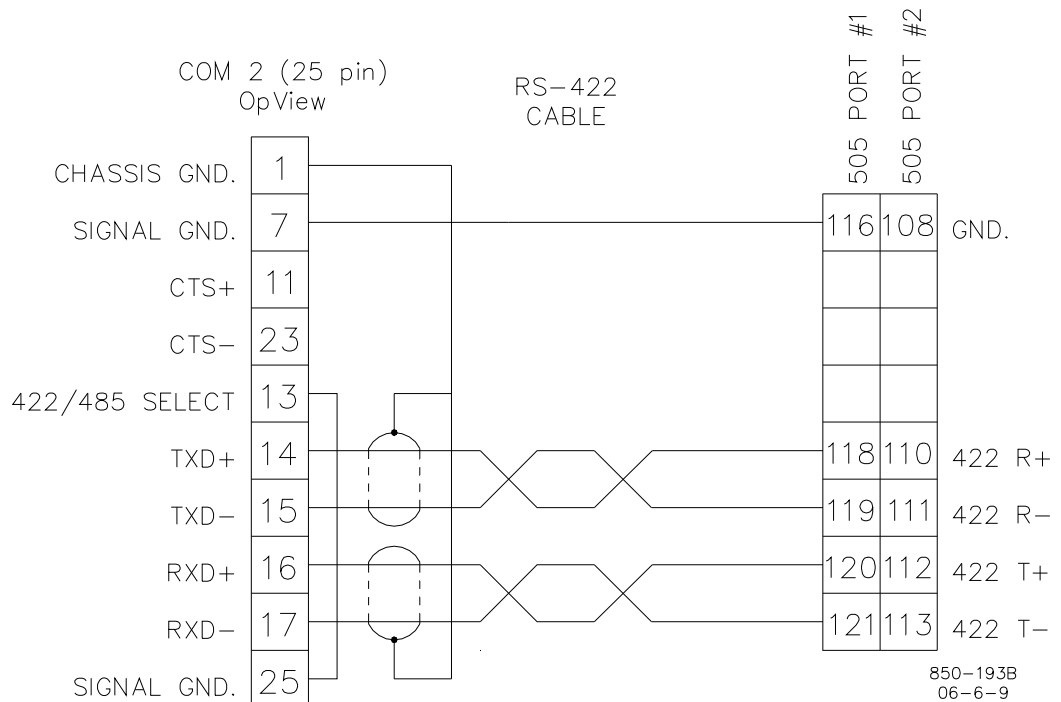 COM 2 (25 pin)
OpView
RS-422
CABLE
505 PORT #1
505 PORT #2
CHASSIS GND. 1
SIGNAL GND. 7 116 108 GND.
CTS+ 11
CTS- 23
422/485 SELECT 13
TXD+ 14 118 110 422 R+
TXD- 15 119 111 422 R-
RXD+ 16 120 112 422 T+
RXD- 17 121 113 422 T-
SIGNAL GND. 25
850-193B
06-6-9